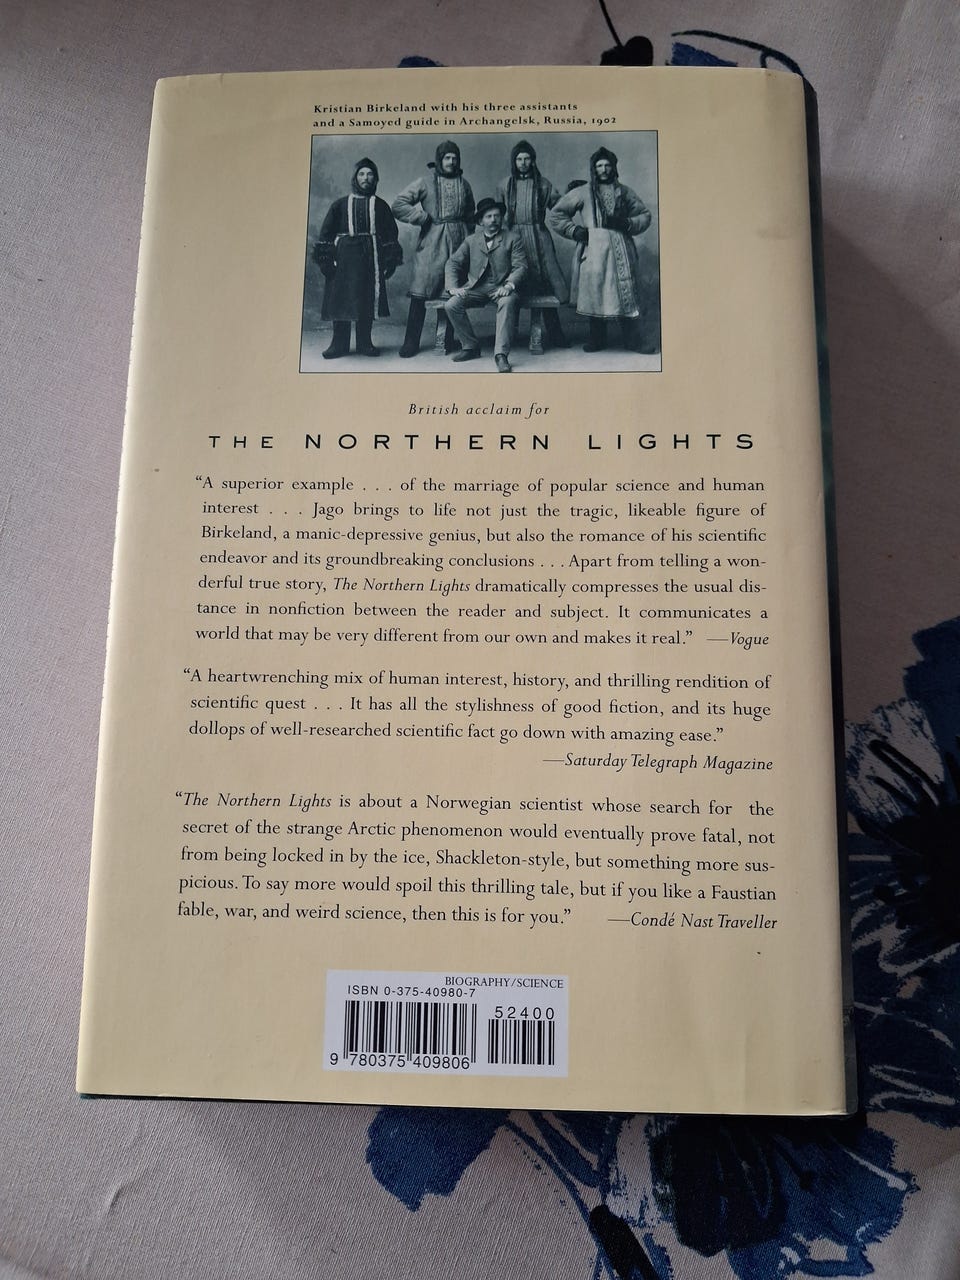 Kristian Birkeland with his three assistants
and a Samoyed guide in Archangelsk, Russia, 1902
British acclaim for
THE NORTHERN LIGHTS
“A superior example . . . of the marriage of popular science and human
interest . . . Jago brings to life not just the tragic, likeable figure of
Birkeland, a manic-depressive genius, but also the romance of his scientific
endeavor and its groundbreaking conclusions . . . Apart from telling a won-
derful true story, The Northern Lights dramatically compresses the usual dis-
tance in nonfiction between the reader and subject. It communicates a
world that may be very different from our own and makes it real.” —Vogue
“A heartwrenching mix of human interest, history, and thrilling rendition of
scientific quest . . . It has all the stylishness of good fiction, and its huge
dollops of well-researched scientific fact go down with amazing ease.”
—Saturday Telegraph Magazine
“The Northern Lights is about a Norwegian scientist whose search for the
secret of the strange Arctic phenomenon would eventually prove fatal, not
from being locked in by the ice, Shackleton-style, but something more sus-
picious. To say more would spoil this thrilling tale, but if you like a Faustian
fable, war, and weird science, then this is for you.” —Condé Nast Traveller
BIOGRAPHY/SCIENCE
ISBN 0-375-40980-7
52400
9 780375 409806